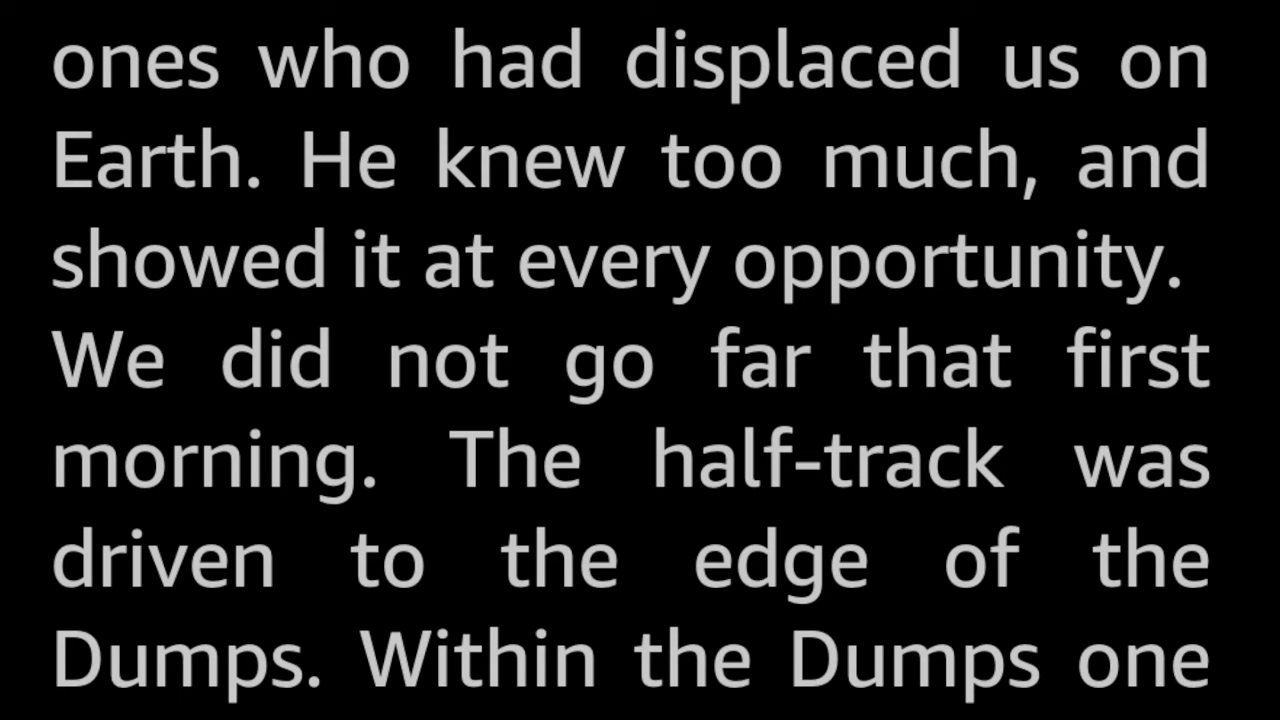 ones who had displaced us on
Earth. He knew too much, and
showed it at every opportunity.
We did not go far that first
morning. The half-track was
driven to the edge of the
Dumps. Within the Dumps one